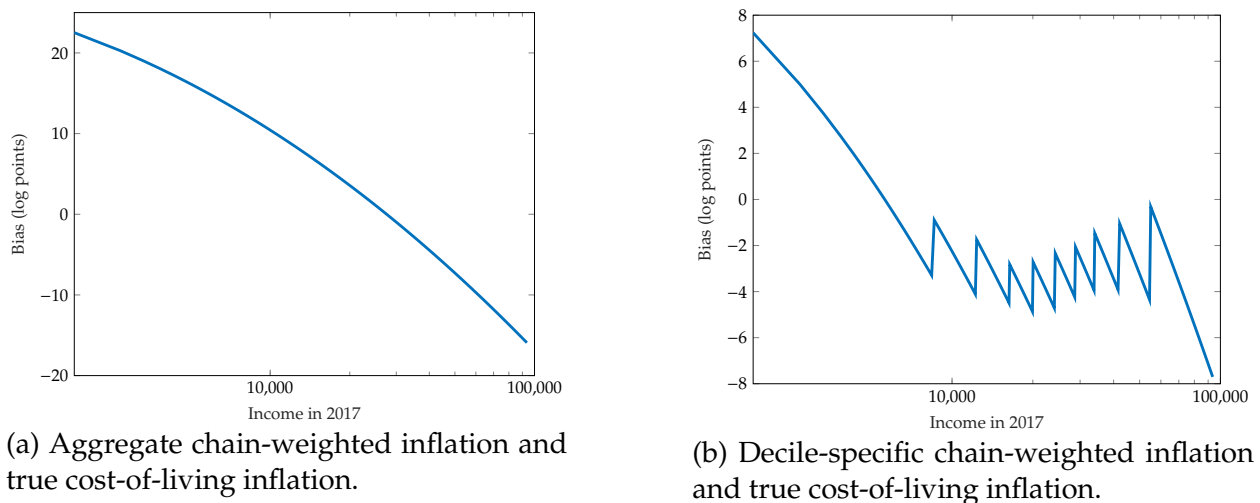 20
10
0
−10
−20
Bias (log points)
10,000
100,000
Income in 2017
(a) Aggregate chain-weighted inflation and
true cost-of-living inflation.
8
6
4
2
0
−2
−4
−6
−8
Bias (log points)
10,000
100,000
Income in 2017
(b) Decile-specific chain-weighted inflation
and true cost-of-living inflation.